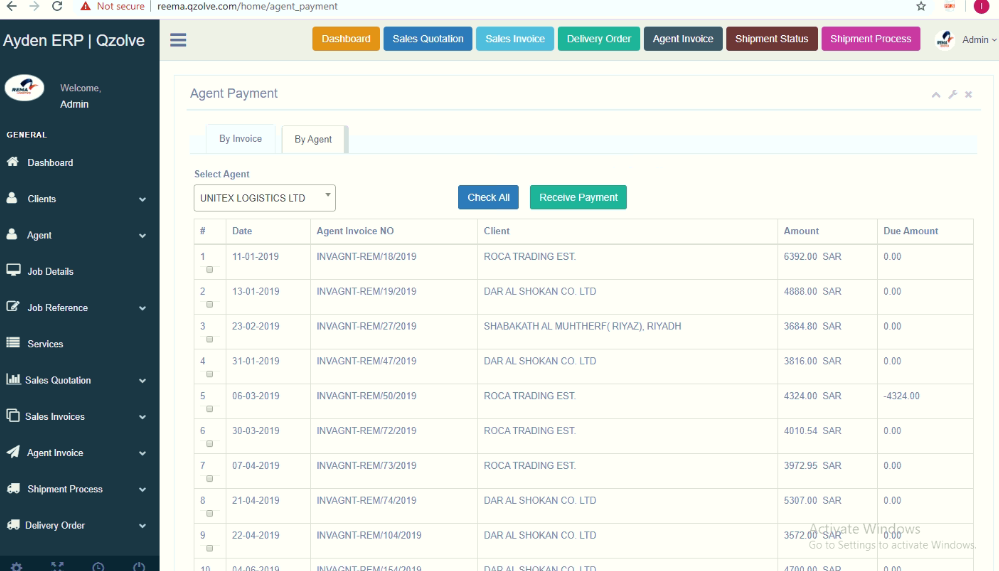 Not secure | reema.qzolve.com/home/agent_payment
Ayden ERP | Qzolve
Dashboard Sales Quotation Sales Invoice Delivery Order Agent Invoice Shipment Status Shipment Process Admin
Welcome,
Admin
GENERAL
Dashboard
Clients
Agent
Job Details
Job Reference
Services
Sales Quotation
Sales Invoices
Agent Invoice
Shipment Process
Delivery Order
Agent Payment
By Invoice By Agent
Select Agent
UNITEX LOGISTICS LTD Check All Receive Payment
# Date Agent Invoice NO Client Amount Due Amount
1 11-01-2019 INVAGNT-REM/18/2019 ROCA TRADING EST. 6392.00 SAR 0.00
2 13-01-2019 INVAGNT-REM/19/2019 DAR AL SHOKAN CO. LTD 4888.00 SAR 0.00
3 23-02-2019 INVAGNT-REM/27/2019 SHABAKATH AL MUHTHERF( RIYAZ), RIYADH 3684.80 SAR 0.00
4 31-01-2019 INVAGNT-REM/47/2019 DAR AL SHOKAN CO. LTD 3816.00 SAR 0.00
5 06-03-2019 INVAGNT-REM/50/2019 ROCA TRADING EST. 4324.00 SAR -4324.00
6 30-03-2019 INVAGNT-REM/72/2019 ROCA TRADING EST. 4010.54 SAR 0.00
7 07-04-2019 INVAGNT-REM/73/2019 ROCA TRADING EST. 3972.95 SAR 0.00
8 21-04-2019 INVAGNT-REM/74/2019 DAR AL SHOKAN CO. LTD 5307.00 SAR 0.00
9 22-04-2019 INVAGNT-REM/104/2019 DAR AL SHOKAN CO. LTD 3572.00 SAR 0.00
10 04-06-2019 INVAGNT-REM/154/2019 DAR AL SHOKAN CO. LTD 4700.00 SAR 0.00
Activate Windows
Go to Settings to activate Windows.